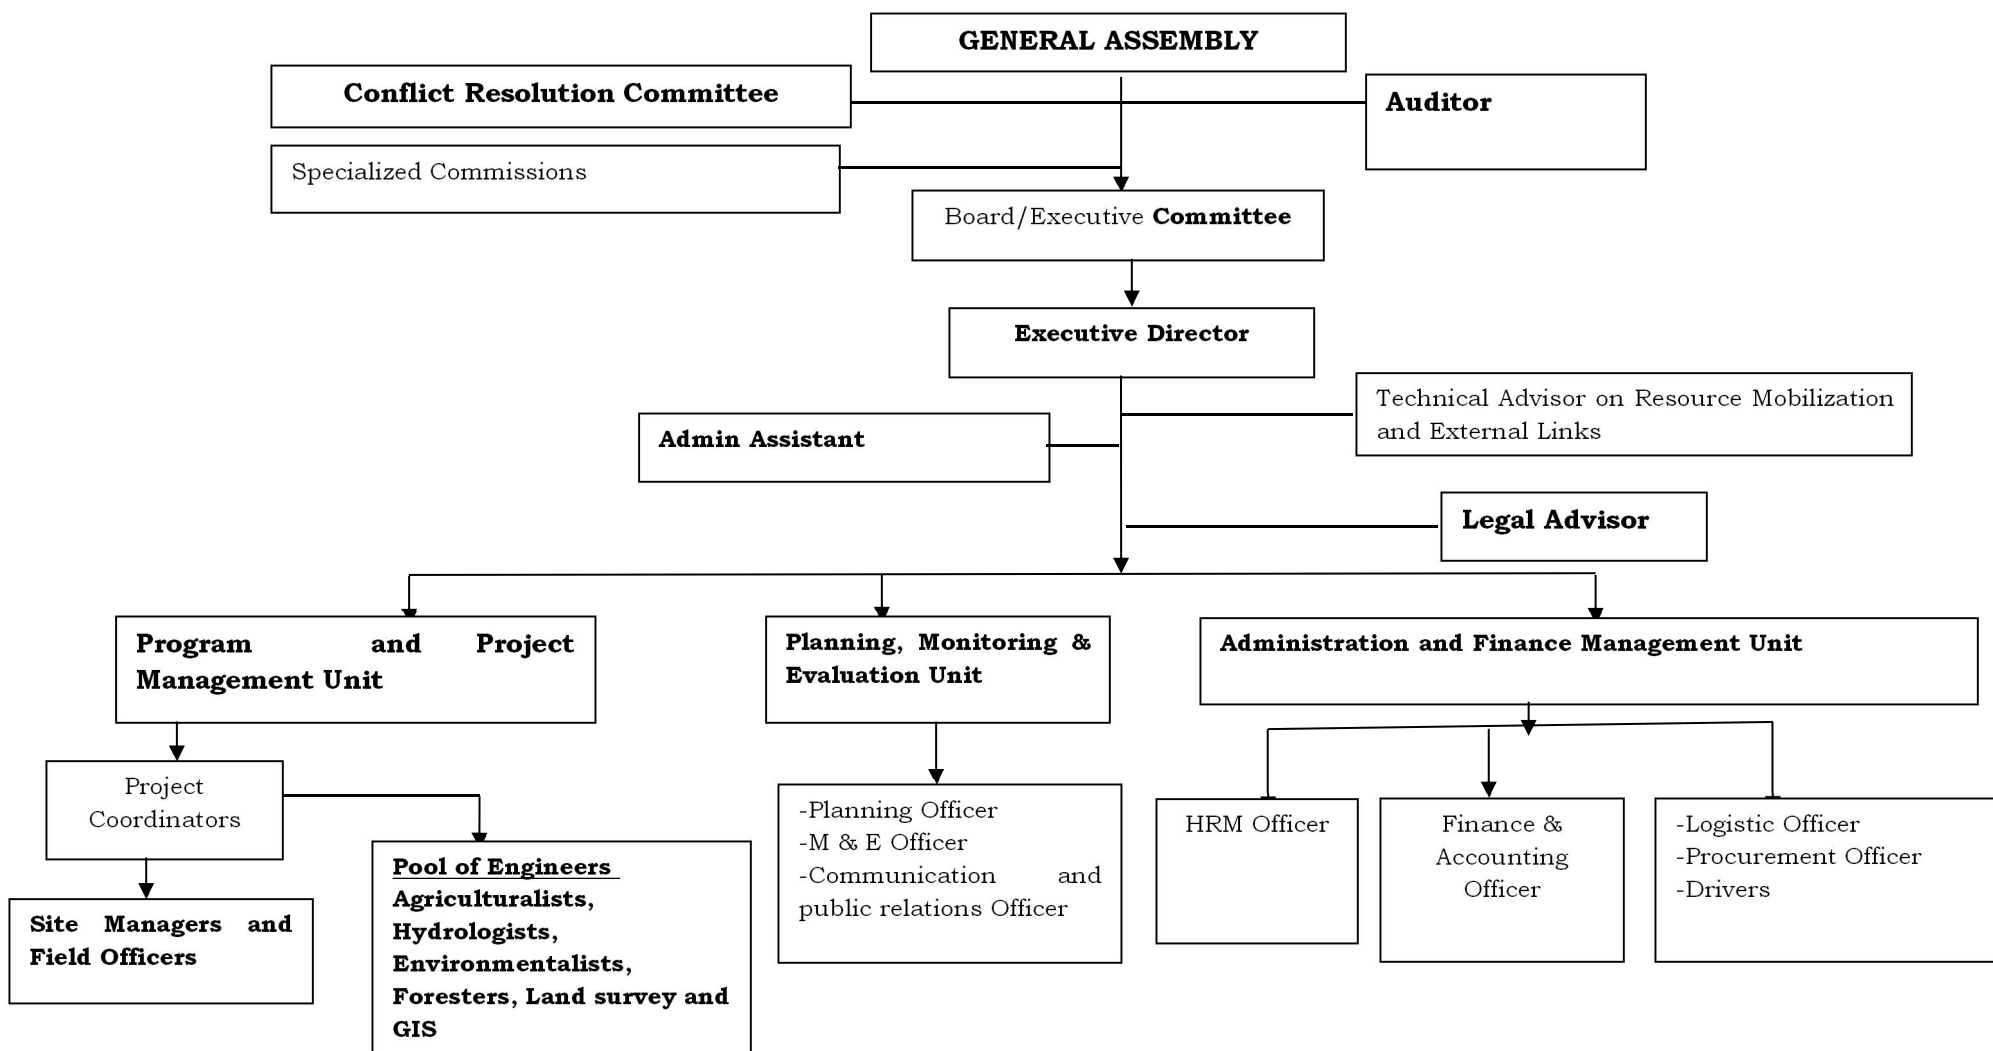 GENERAL ASSEMBLY
Conflict Resolution Committee
Auditor
Specialized Commissions
Board/Executive Committee
Executive Director
Technical Advisor on Resource Mobilization
and External Links
Admin Assistant
Legal Advisor
Program and Project
Management Unit
Planning, Monitoring &
Evaluation Unit
Administration and Finance Management Unit
Project
Coordinators
-Planning Officer
-M & E Officer
-Communication and
public relations Officer
HRM Officer
Finance &
Accounting
Officer
-Logistic Officer
-Procurement Officer
-Drivers
Site Managers and
Field Officers
Pool of Engineers
Agriculturalists,
Hydrologists,
Environmentalists,
Foresters, Land survey and
GIS